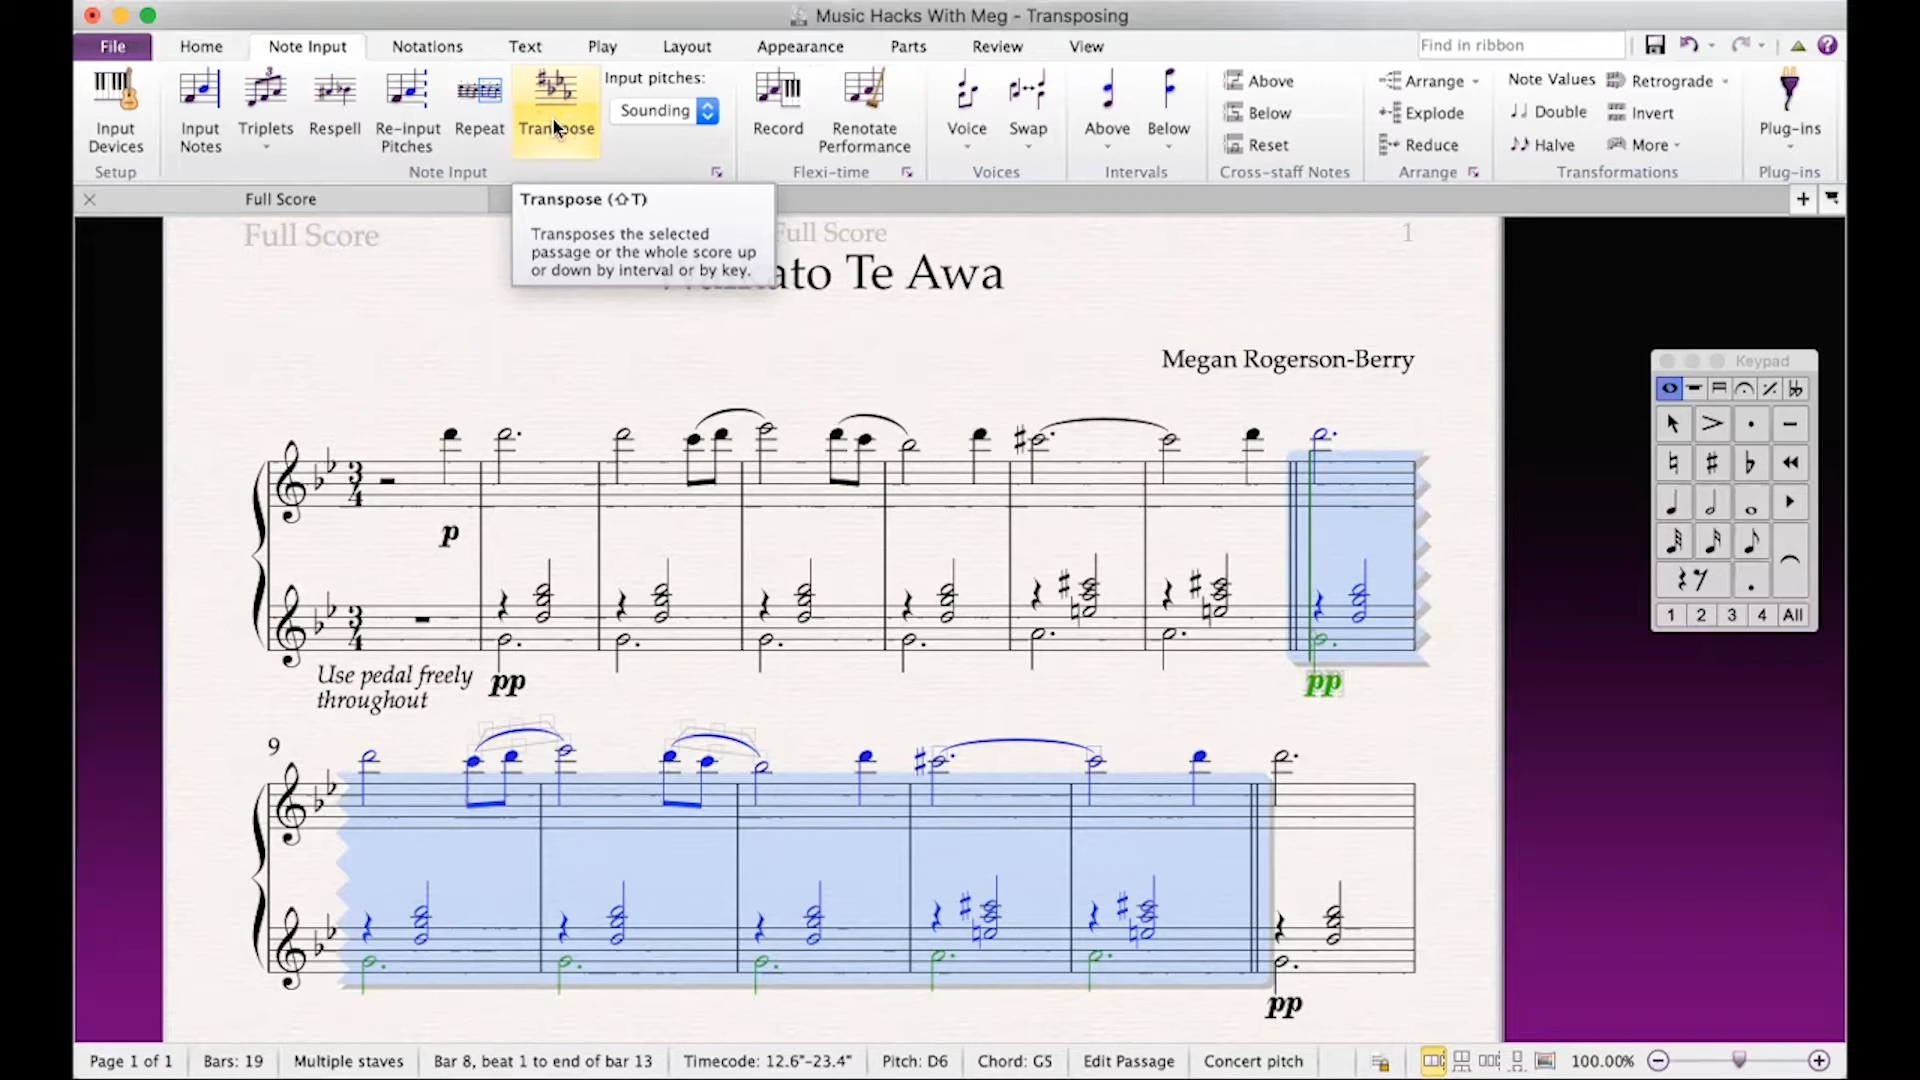 Music Hacks With Meg - Transposing
File Home Note Input Notations Text Play Layout Appearance Parts Review View Find in ribbon
Input Devices
Input Notes
Triplets
Respell
Re-input Pitches
Repeat
Transpose
Input pitches:
Sounding
Record
Renotate Performance
Voice
Swap
Above
Below
Above
Below
Reset
Arrange
Explode
Reduce
Note Values
Double
Halve
Retrograde
Invert
More
Plug-ins
Setup Note Input Flexi-time Voices Intervals Cross-staff Notes Arrange Transformations Plug-ins
Full Score
Transpose (⇧T)
Transposes the selected
passage or the whole score up
or down by interval or by key.
Full Score Full Score 1
ato Te Awa
Megan Rogerson-Berry
Keypad
1 2 3 4 All
3
4
p
3
4
Use pedal freely
throughout
pp
pp
9
pp
Page 1 of 1 Bars: 19 Multiple staves Bar 8, beat 1 to end of bar 13 Timecode: 12.6"-23.4" Pitch: D6 Chord: G5 Edit Passage Concert pitch 100.00%